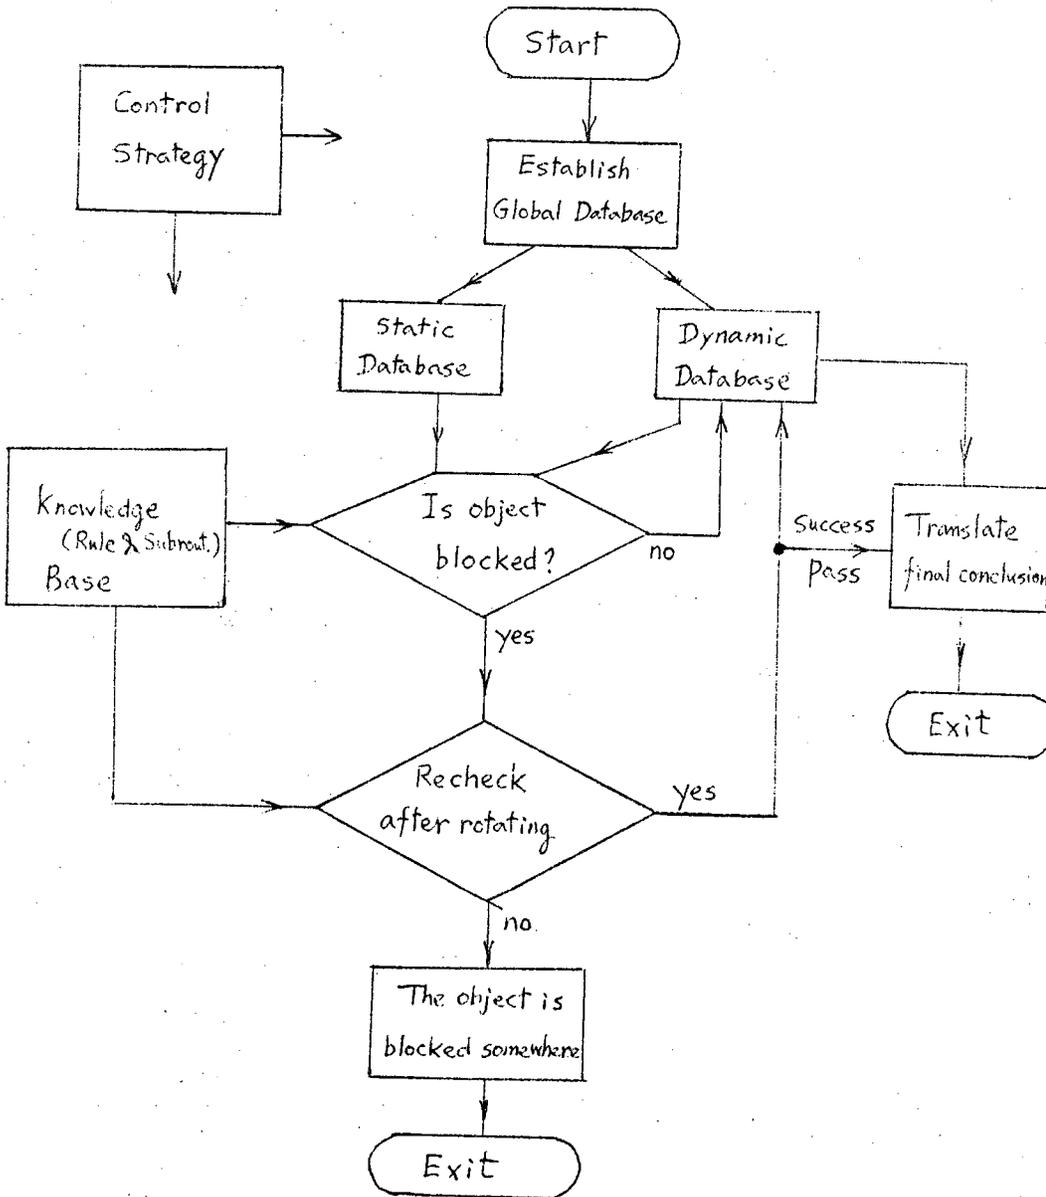 Start
Control
Strategy
Establish
Global Database
Static
Database
Dynamic
Database
Knowledge
(Rule & Subrout.)
Base
Is object
blocked?
no
Success
Pass
Translate
final conclusion
yes
Exit
Recheck
after rotating
yes
no.
The object is
blocked somewhere
Exit